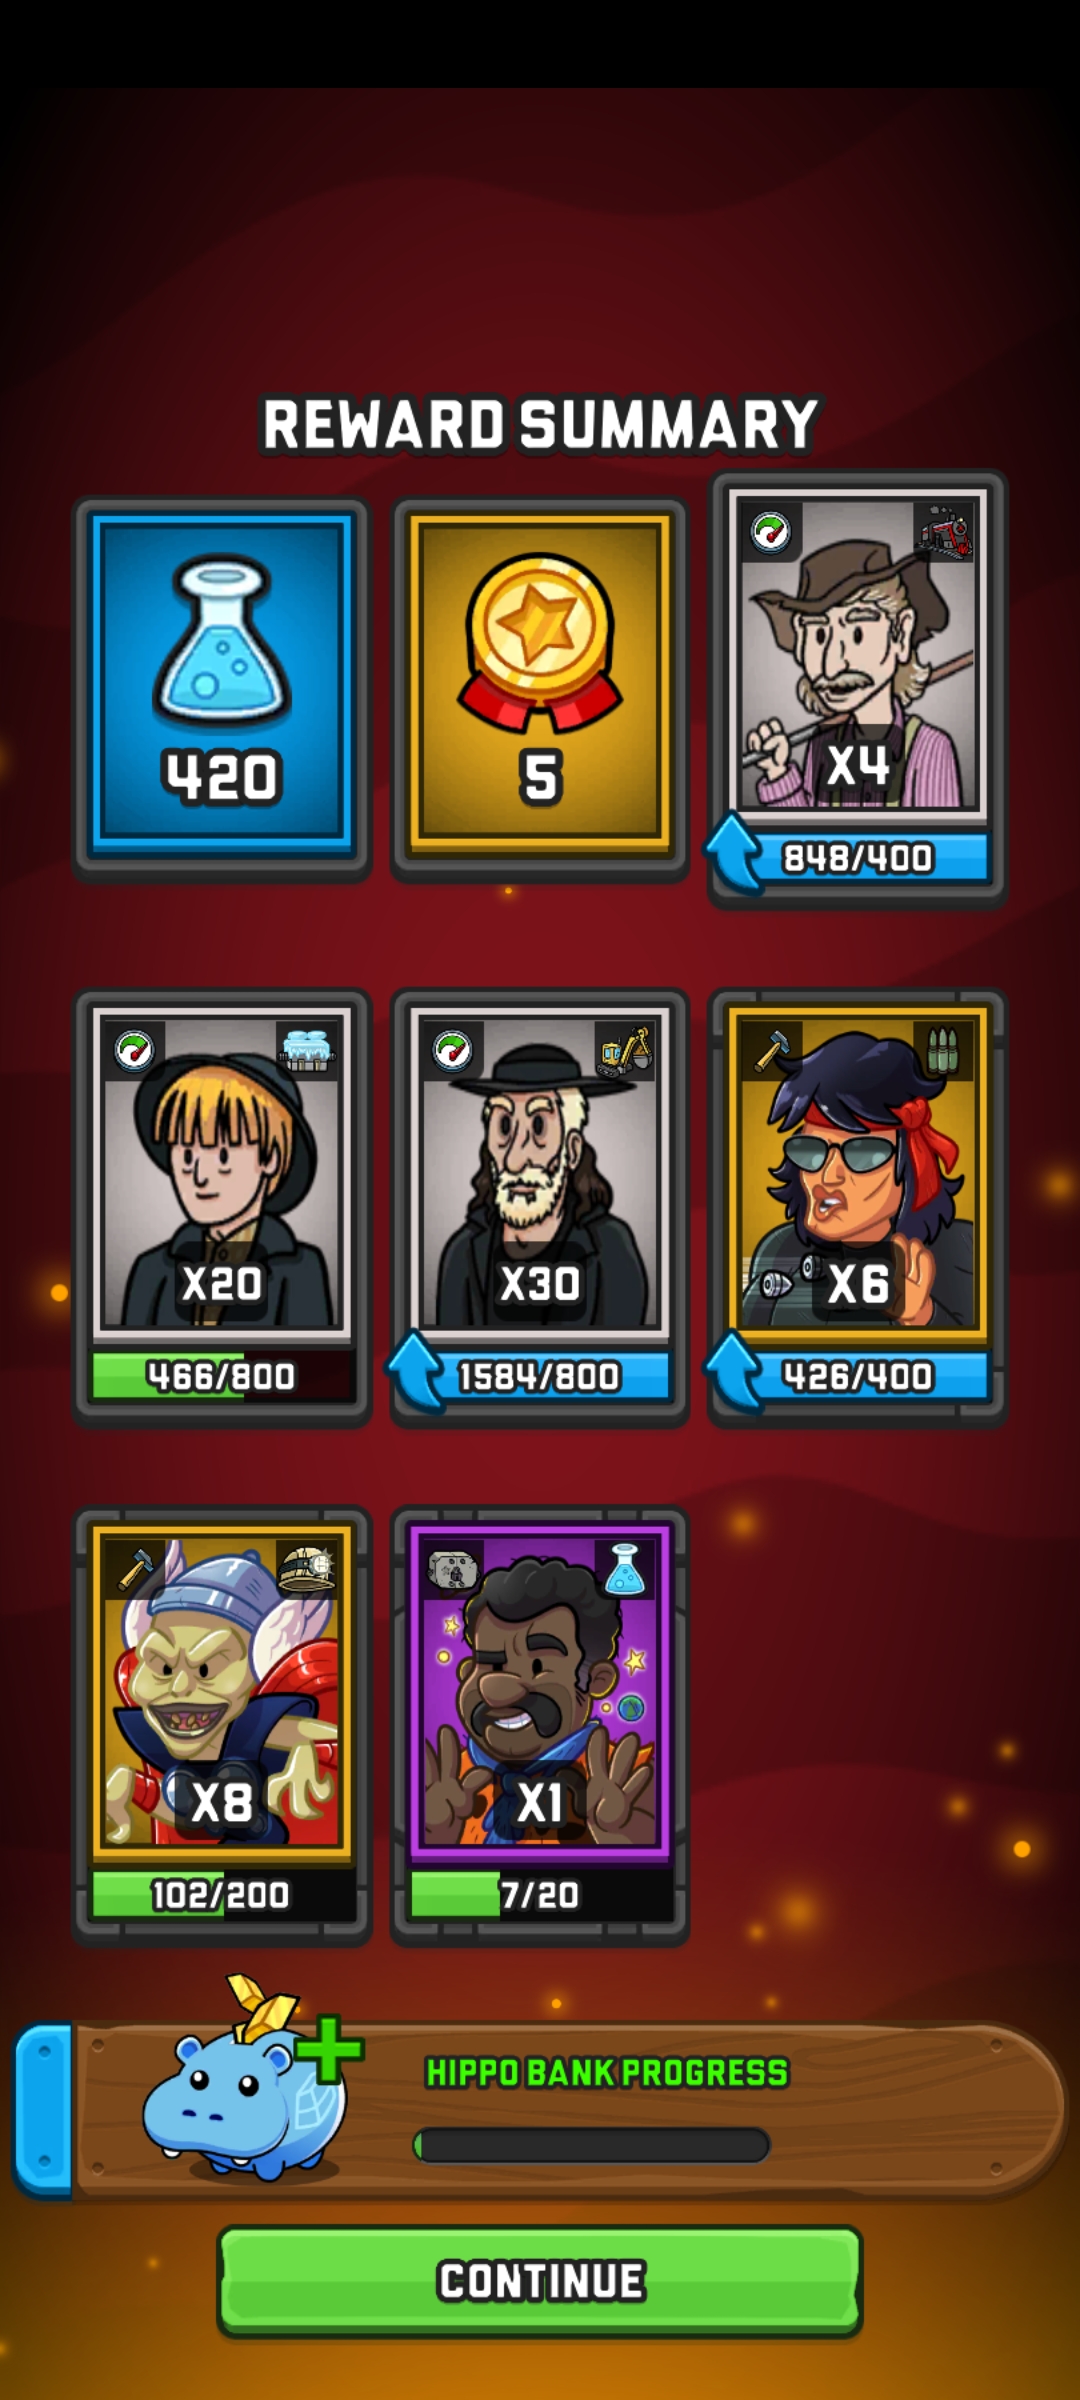 REWARD SUMMARY
420
5
X4
848/400
X20
466/800
X30
1584/800
X6
426/400
X8
102/200
X1
7/20
HIPPO BANK PROGRESS
CONTINUE